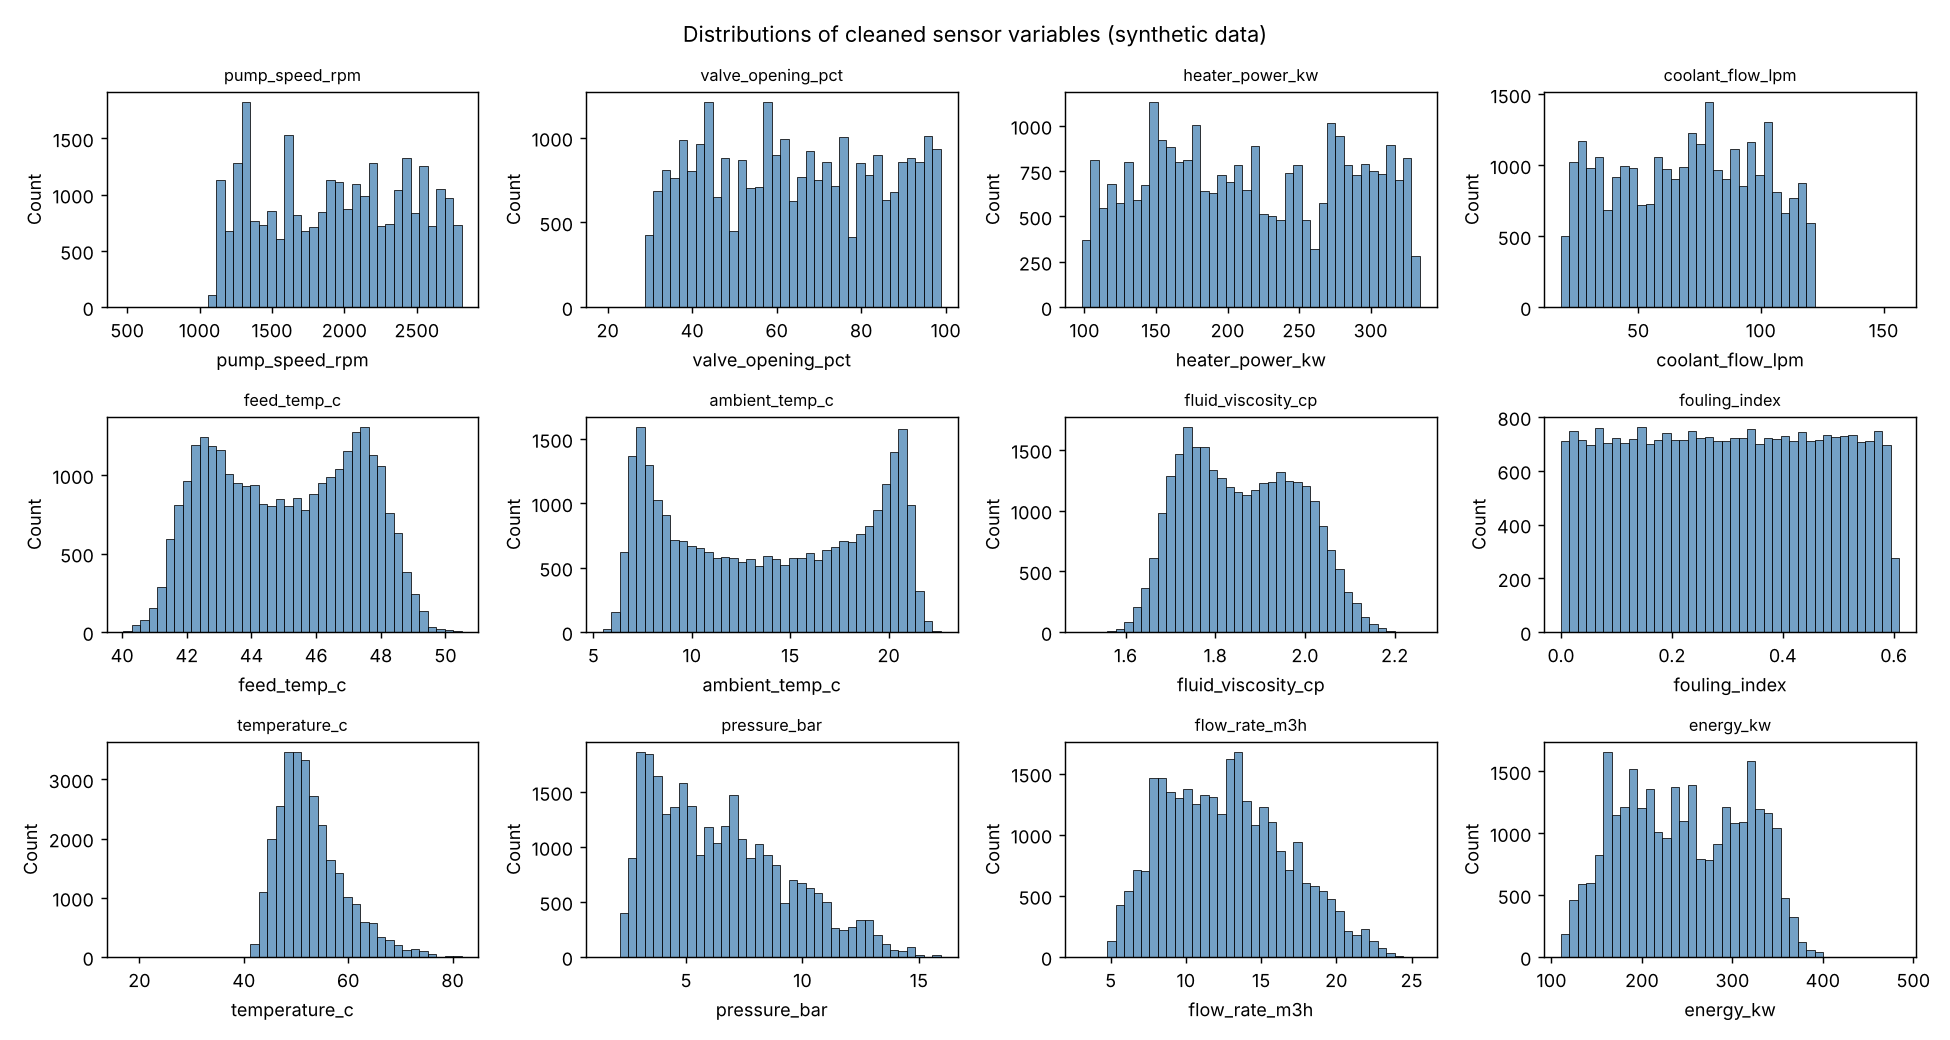 Distributions of cleaned sensor variables (synthetic data)
pump_speed_rpm
Count
1500
1000
500
0
500 1000 1500 2000 2500
pump_speed_rpm
valve_opening_pct
Count
1000
500
0
20 40 60 80 100
valve_opening_pct
heater_power_kw
Count
1000
750
500
250
0
100 150 200 250 300
heater_power_kw
coolant_flow_lpm
Count
1500
1000
500
0
50 100 150
coolant_flow_lpm
feed_temp_c
Count
1000
500
0
40 42 44 46 48 50
feed_temp_c
ambient_temp_c
Count
1500
1000
500
0
5 10 15 20
ambient_temp_c
fluid_viscosity_cp
Count
1500
1000
500
0
1.6 1.8 2.0 2.2
fluid_viscosity_cp
fouling_index
Count
800
600
400
200
0
0.0 0.2 0.4 0.6
fouling_index
temperature_c
Count
3000
2000
1000
0
20 40 60 80
temperature_c
pressure_bar
Count
1500
1000
500
0
5 10 15
pressure_bar
flow_rate_m3h
Count
1500
1000
500
0
5 10 15 20 25
flow_rate_m3h
energy_kw
Count
1500
1000
500
0
100 200 300 400 500
energy_kw